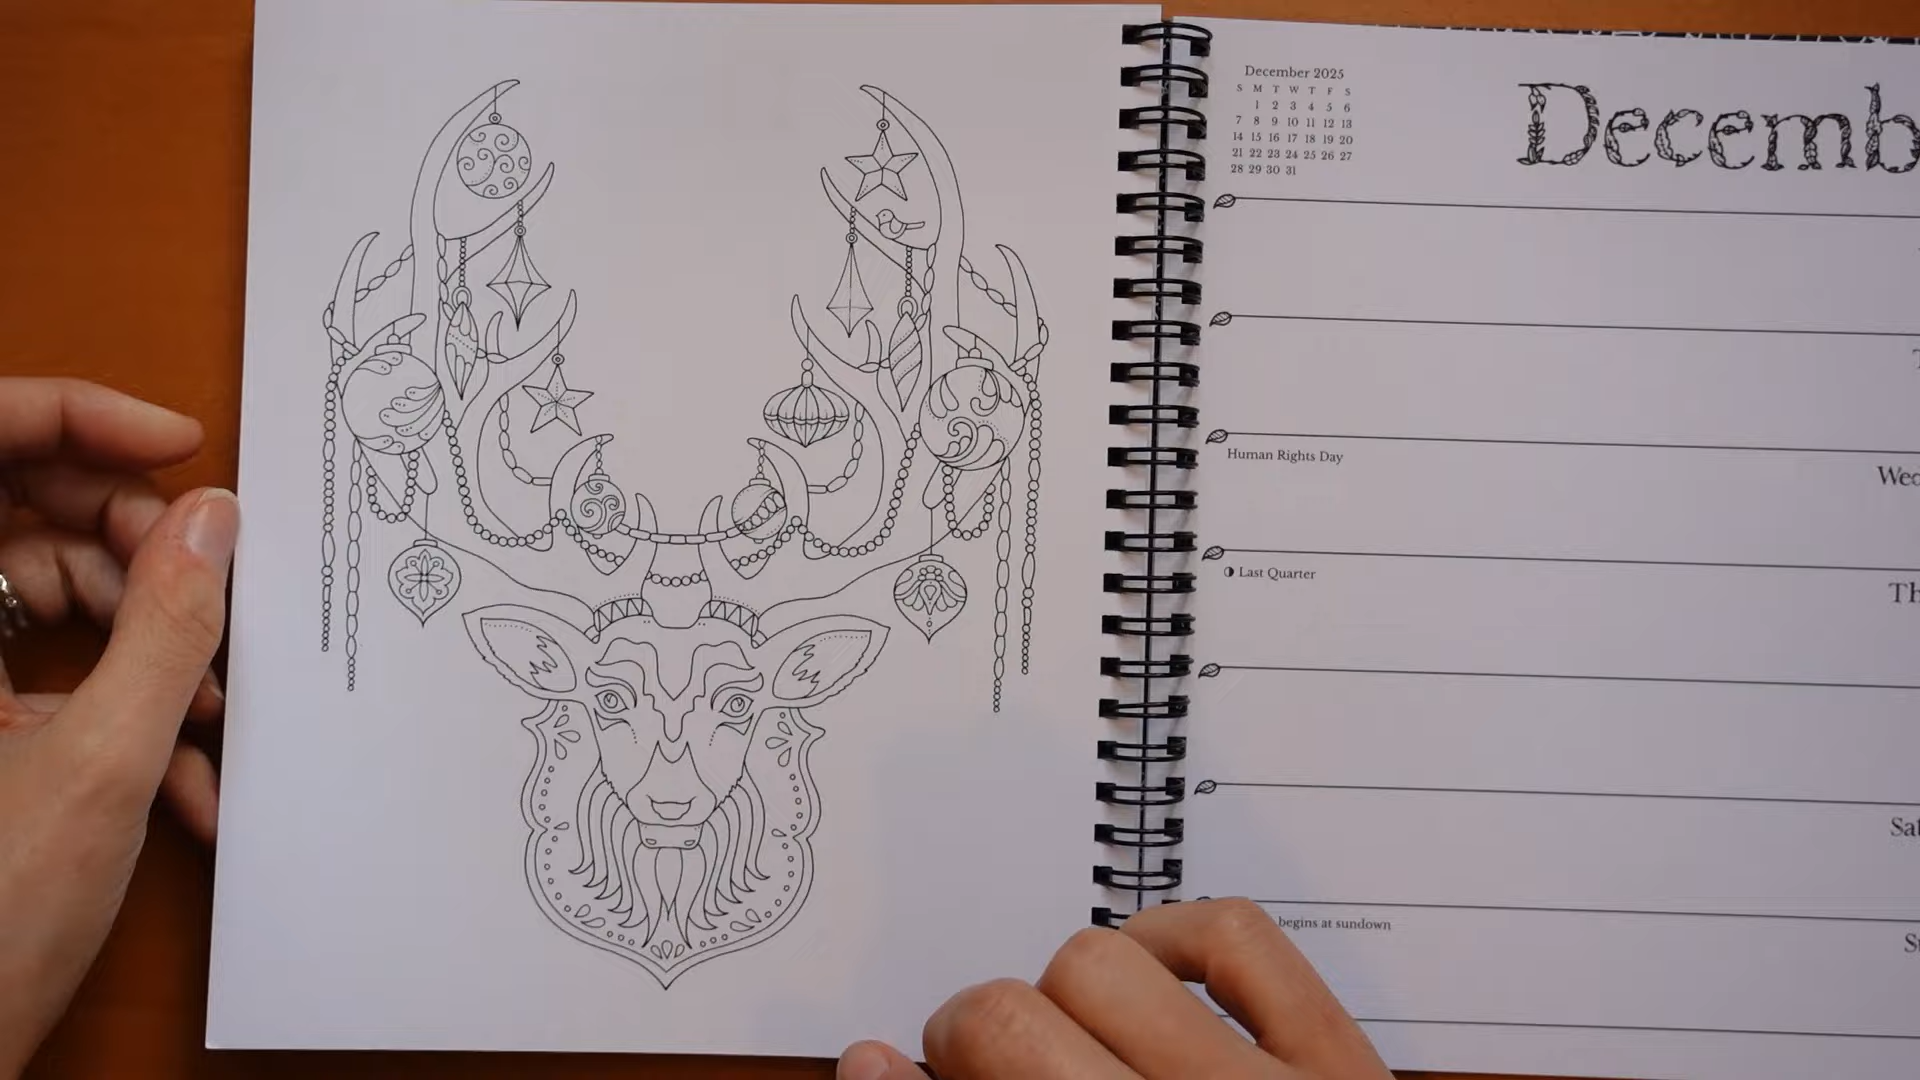 December 2025
S M T W T F S
1 2 3 4 5 6
7 8 9 10 11 12 13
14 15 16 17 18 19 20
21 22 23 24 25 26 27
28 29 30 31
Decemb
Human Rights Day
Wed
Last Quarter
Th
Sat
begins at sundown
S